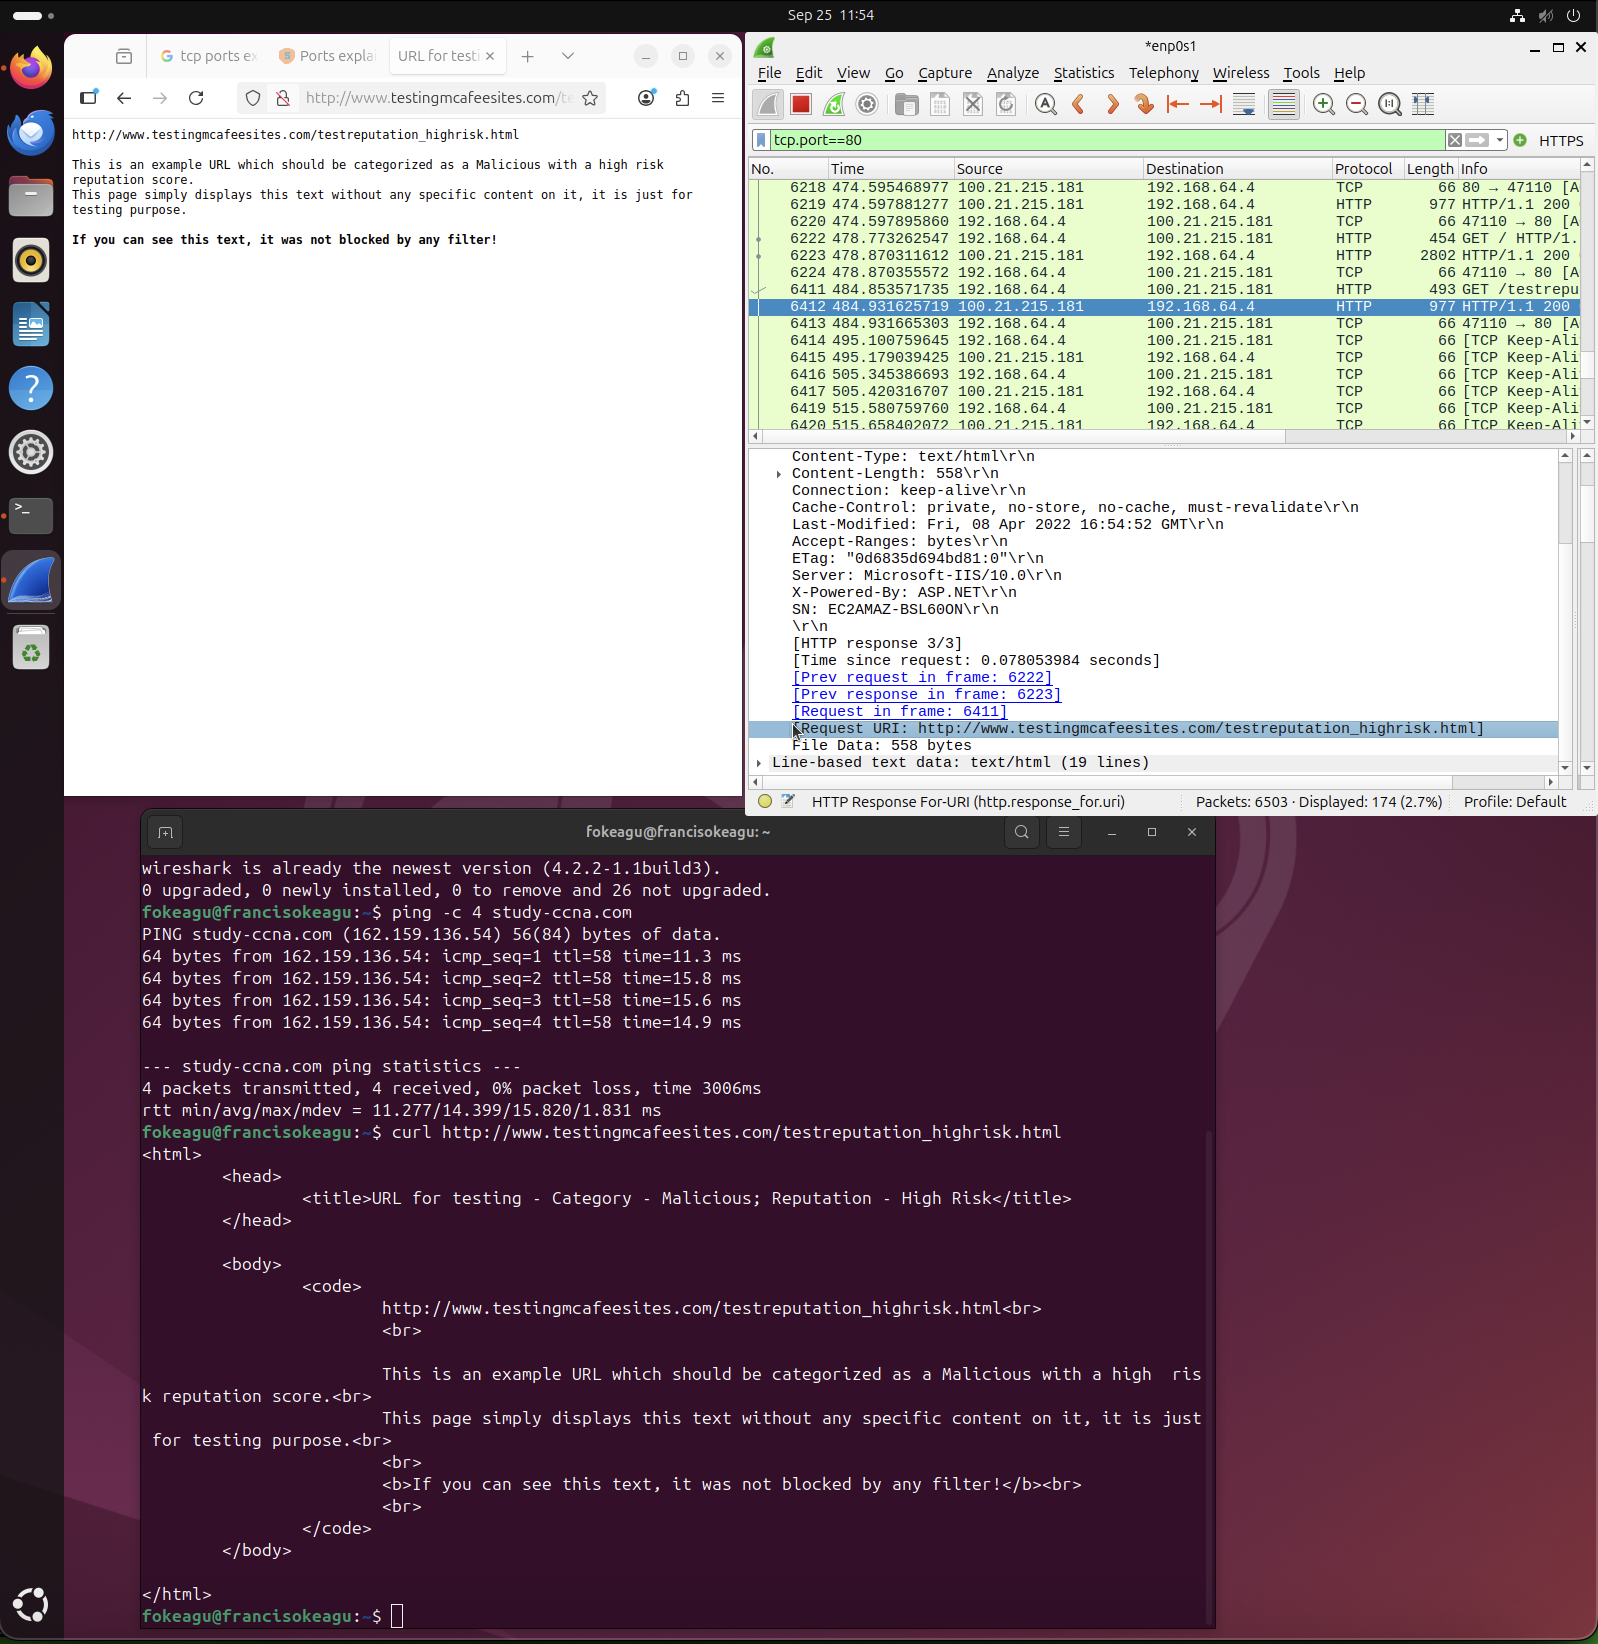 Sep 25 11:54
tcp ports ex
Ports expla
URL for testi
http://www.testingmcafeesites.com/te
http://www.testingmcafeesites.com/testreputation_highrisk.html
This is an example URL which should be categorized as a Malicious with a high risk
reputation score.
This page simply displays this text without any specific content on it, it is just for
testing purpose.
If you can see this text, it was not blocked by any filter!
*enp0s1
File Edit View Go Capture Analyze Statistics Telephony Wireless Tools Help
tcp.port==80
HTTPS
No. Time Source Destination Protocol Length Info
6218 474.595468977 100.21.215.181 192.168.64.4 TCP 66 80 → 47110 [A
6219 474.597881277 100.21.215.181 192.168.64.4 HTTP 977 HTTP/1.1 200
6220 474.597895860 192.168.64.4 100.21.215.181 TCP 66 47110 → 80 [A
6222 478.773262547 192.168.64.4 100.21.215.181 HTTP 454 GET / HTTP/1.
6223 478.870311612 100.21.215.181 192.168.64.4 HTTP 2802 HTTP/1.1 200
6224 478.870355572 192.168.64.4 100.21.215.181 TCP 66 47110 → 80 [A
6411 484.853571735 192.168.64.4 100.21.215.181 HTTP 493 GET /testrepu
6412 484.931625719 100.21.215.181 192.168.64.4 HTTP 977 HTTP/1.1 200
6413 484.931665303 192.168.64.4 100.21.215.181 TCP 66 47110 → 80 [A
6414 495.100759645 192.168.64.4 100.21.215.181 TCP 66 [TCP Keep-Ali
6415 495.179039425 100.21.215.181 192.168.64.4 TCP 66 [TCP Keep-Ali
6416 505.345386693 192.168.64.4 100.21.215.181 TCP 66 [TCP Keep-Ali
6417 505.420316707 100.21.215.181 192.168.64.4 TCP 66 [TCP Keep-Ali
6419 515.580759760 192.168.64.4 100.21.215.181 TCP 66 [TCP Keep-Ali
6420 515.658402072 100.21.215.181 192.168.64.4 TCP 66 [TCP Keep-Ali
Content-Type: text/html\r\n
Content-Length: 558\r\n
Connection: keep-alive\r\n
Cache-Control: private, no-store, no-cache, must-revalidate\r\n
Last-Modified: Fri, 08 Apr 2022 16:54:52 GMT\r\n
Accept-Ranges: bytes\r\n
ETag: "0d6835d694bd81:0"\r\n
Server: Microsoft-IIS/10.0\r\n
X-Powered-By: ASP.NET\r\n
SN: EC2AMAZ-BSL60ON\r\n
\r\n
[HTTP response 3/3]
[Time since request: 0.078053984 seconds]
[Prev request in frame: 6222]
[Prev response in frame: 6223]
[Request in frame: 6411]
[Request URI: http://www.testingmcafeesites.com/testreputation_highrisk.html]
File Data: 558 bytes
Line-based text data: text/html (19 lines)
HTTP Response For-URI (http.response_for.uri)
Packets: 6503 · Displayed: 174 (2.7%)
Profile: Default
fokeagu@francisokeagu: ~
wireshark is already the newest version (4.2.2-1.1build3).
0 upgraded, 0 newly installed, 0 to remove and 26 not upgraded.
fokeagu@francisokeagu:~$ ping -c 4 study-ccna.com
PING study-ccna.com (162.159.136.54) 56(84) bytes of data.
64 bytes from 162.159.136.54: icmp_seq=1 ttl=58 time=11.3 ms
64 bytes from 162.159.136.54: icmp_seq=2 ttl=58 time=15.8 ms
64 bytes from 162.159.136.54: icmp_seq=3 ttl=58 time=15.6 ms
64 bytes from 162.159.136.54: icmp_seq=4 ttl=58 time=14.9 ms
--- study-ccna.com ping statistics ---
4 packets transmitted, 4 received, 0% packet loss, time 3006ms
rtt min/avg/max/mdev = 11.277/14.399/15.820/1.831 ms
fokeagu@francisokeagu:~$ curl http://www.testingmcafeesites.com/testreputation_highrisk.html
<html>
<head>
<title>URL for testing - Category - Malicious; Reputation - High Risk</title>
</head>
<body>
<code>
http://www.testingmcafeesites.com/testreputation_highrisk.html<br>
<br>
This is an example URL which should be categorized as a Malicious with a high  ris
k reputation score.<br>
This page simply displays this text without any specific content on it, it is just
for testing purpose.<br>
<br>
<b>If you can see this text, it was not blocked by any filter!</b><br>
<br>
</code>
</body>
</html>
fokeagu@francisokeagu:~$